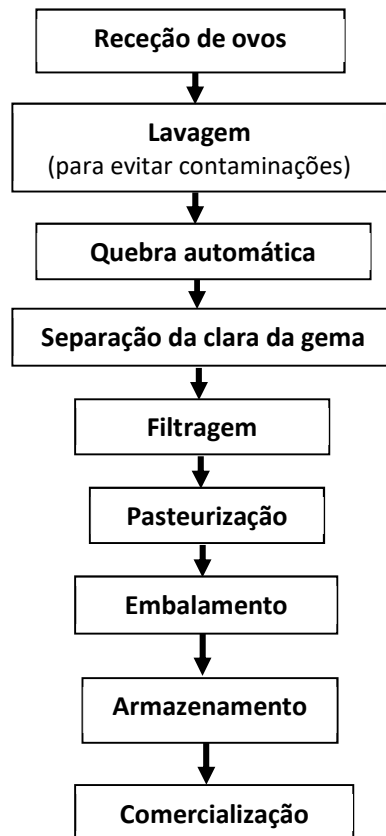 Receção de ovos
Lavagem
(para evitar contaminações)
Quebra automática
Separação da clara da gema
Filtragem
Pasteurização
Embalamento
Armazenamento
Comercialização